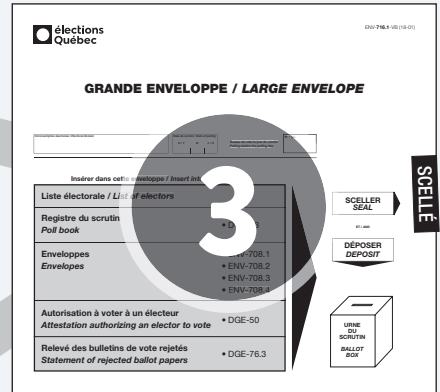 élections
Québec
ENV-716.1-VB (18-01)
GRANDE ENVELOPPE / LARGE ENVELOPE
Insérer dans cette enveloppe / Insert
Liste électorale / List of electors
Registre du scrutin
Poll book
Enveloppes
Envelopes
• ENV-708.1
• ENV-708.2
• ENV-708.3
• ENV-708.4
Autorisation à voter à un électeur
Attestation authorizing an elector to vote
• DGE-50
Relevé des bulletins de vote rejetés
Statement of rejected ballot papers
• DGE-76.3
3
SCELLER
SEAL
ET / AND
DÉPOSER
DEPOSIT
URNE
DU
SCRUTIN
BALLOT
BOX
SCELLÉ